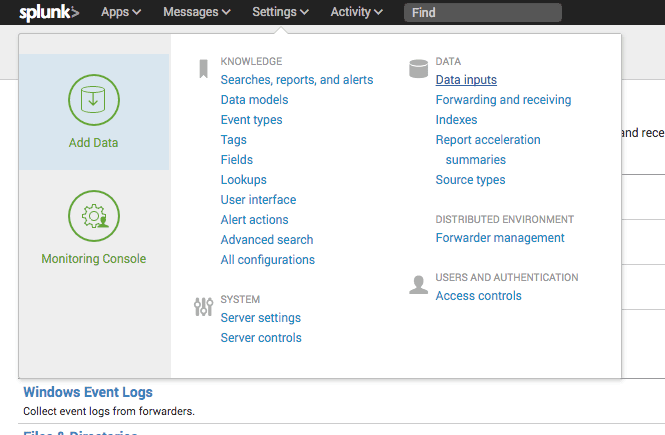 splunk> Apps Messages Settings Activity Find
Add Data
Monitoring Console
KNOWLEDGE
Searches, reports, and alerts
Data models
Event types
Tags
Fields
Lookups
User interface
Alert actions
Advanced search
All configurations
SYSTEM
Server settings
Server controls
DATA
Data inputs
Forwarding and receiving
Indexes
Report acceleration
summaries
Source types
DISTRIBUTED ENVIRONMENT
Forwarder management
USERS AND AUTHENTICATION
Access controls
and rece
Windows Event Logs
Collect event logs from forwarders.
Files & Directories